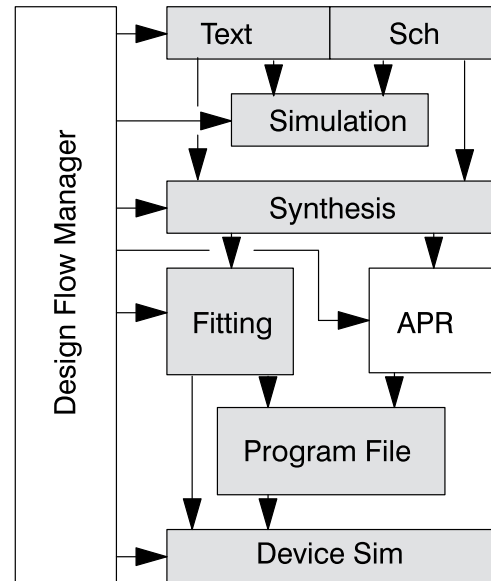 Text Sch
Simulation
Synthesis
Design Flow Manager
Fitting APR
Program File
Device Sim